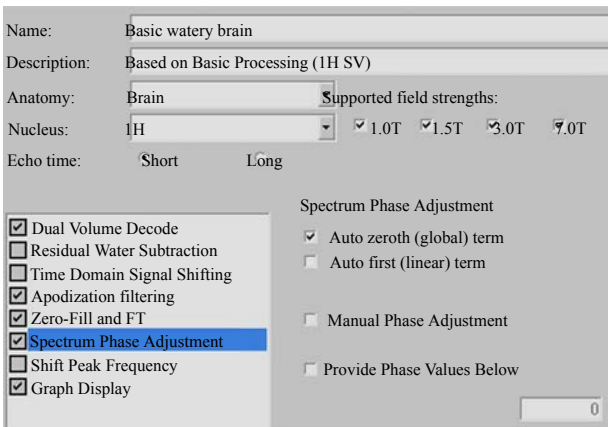 Name: Basic watery brain
Description: Based on Basic Processing (1H SV)
Anatomy: Brain Supported field strengths:
Nucleus: 1H 1.0T 1.5T 3.0T 7.0T
Echo time: Short Long
Spectrum Phase Adjustment
Dual Volume Decode
Auto zeroth (global) term
Residual Water Subtraction
Auto first (linear) term
Time Domain Signal Shifting
Apodization filtering
Zero-Fill and FT
Manual Phase Adjustment
Spectrum Phase Adjustment
Shift Peak Frequency
Provide Phase Values Below
Graph Display
0